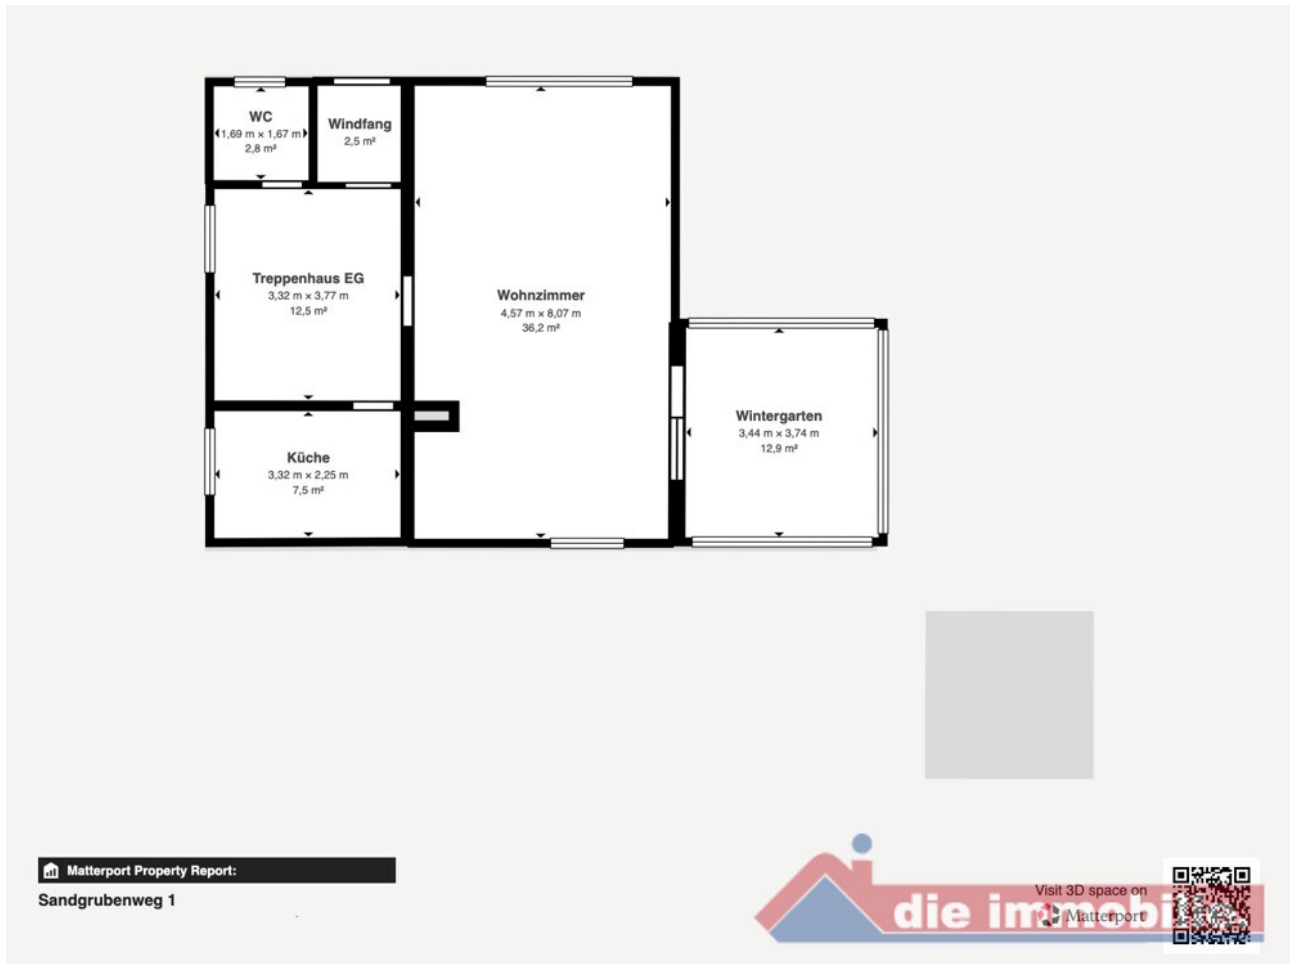 WC
1,69 m × 1,67 m
2,8 m²
Windfang
2,5 m²
Treppenhaus EG
3,32 m × 3,77 m
12,5 m²
Wohnzimmer
4,57 m × 8,07 m
36,2 m²
Wintergarten
3,44 m × 3,74 m
12,9 m²
Küche
3,32 m × 2,25 m
7,5 m²
Matterport Property Report:
Sandgrubenweg 1
Visit 3D space on
Matterport
die